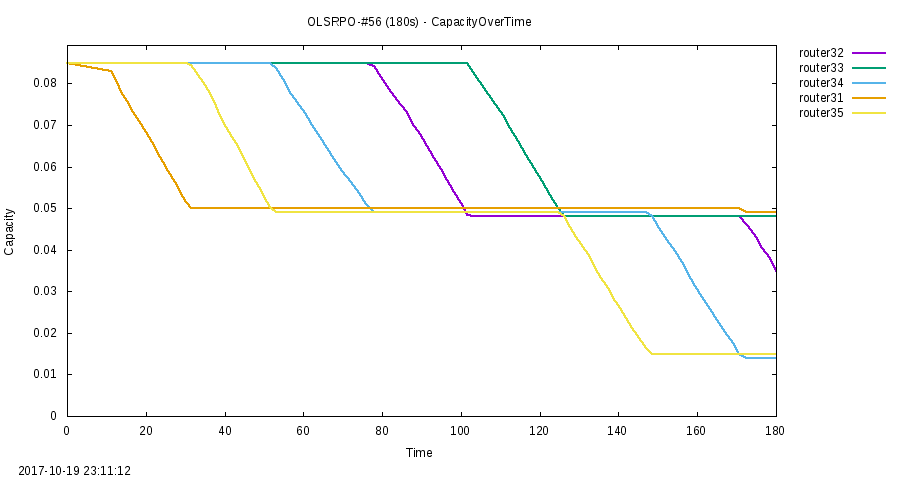 OLSRPO-#56 (180s) - CapacityOverTime
router32
router33
router34
router31
router35
0.08
0.07
0.06
0.05
0.04
0.03
0.02
0.01
0
Capacity
0 20 40 60 80 100 120 140 160 180
Time
2017-10-19 23:11:12